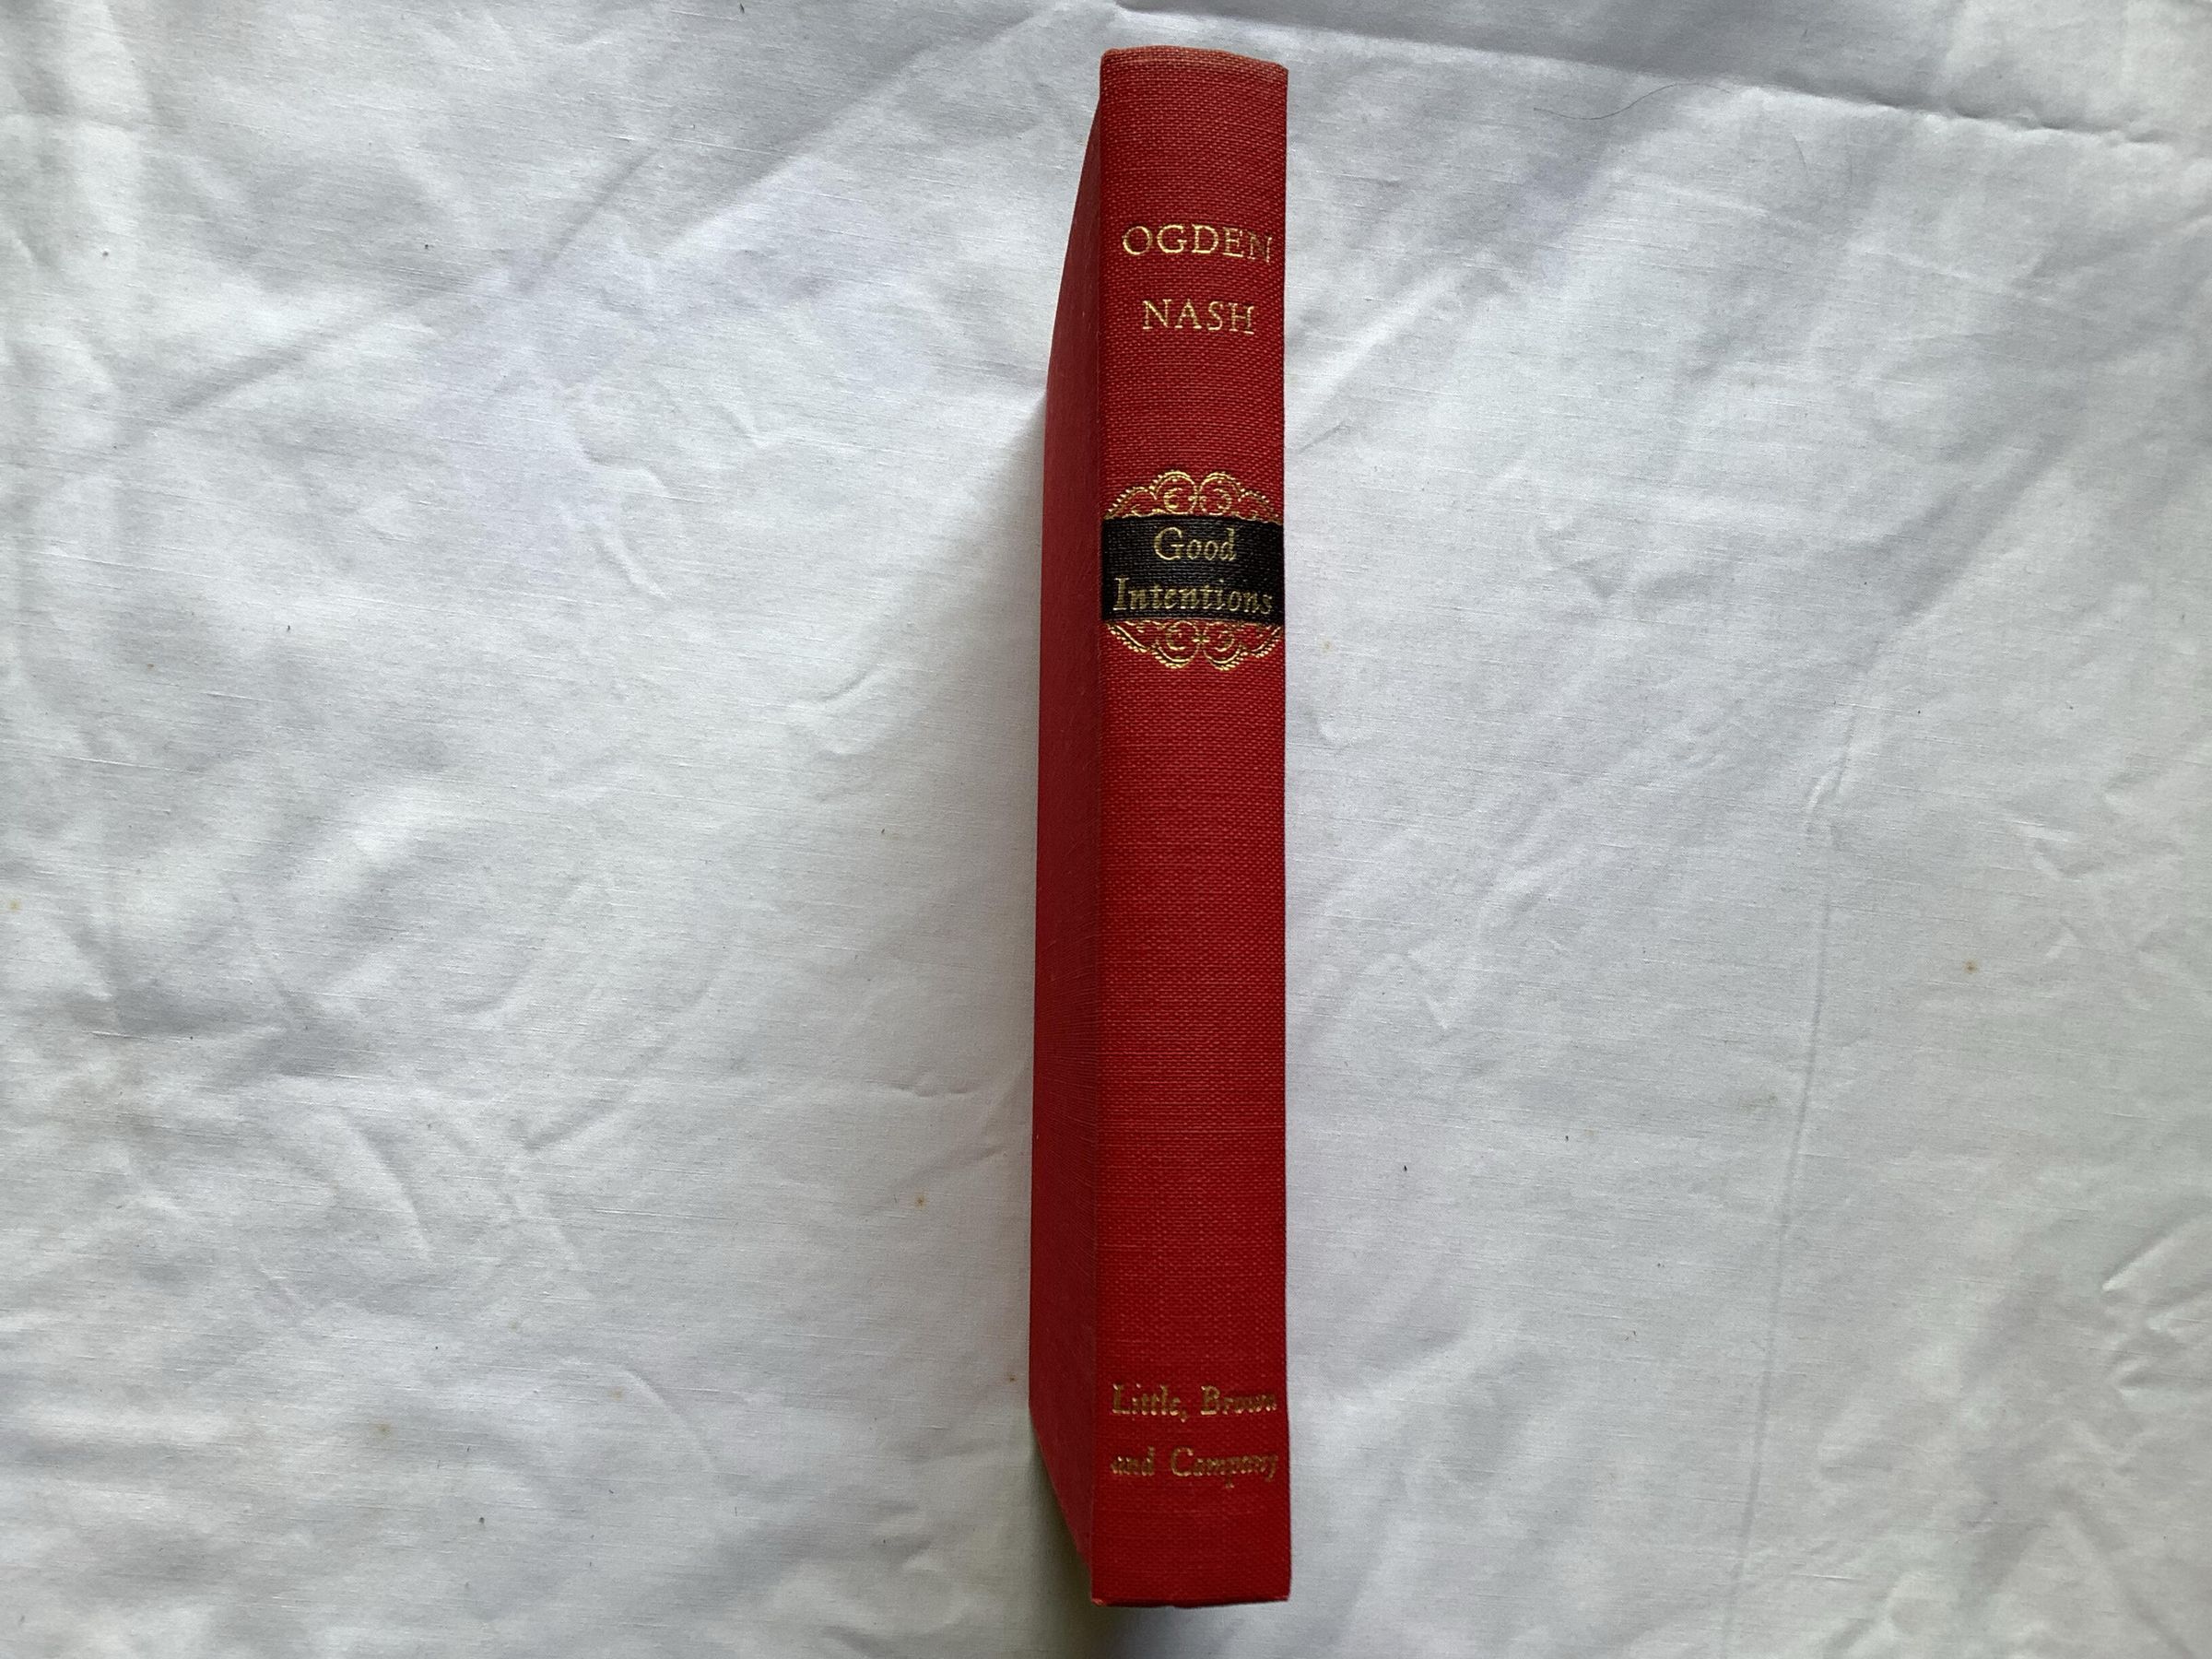 OGDEN
NASH
Good
Intentions
Little, Brown
and Company